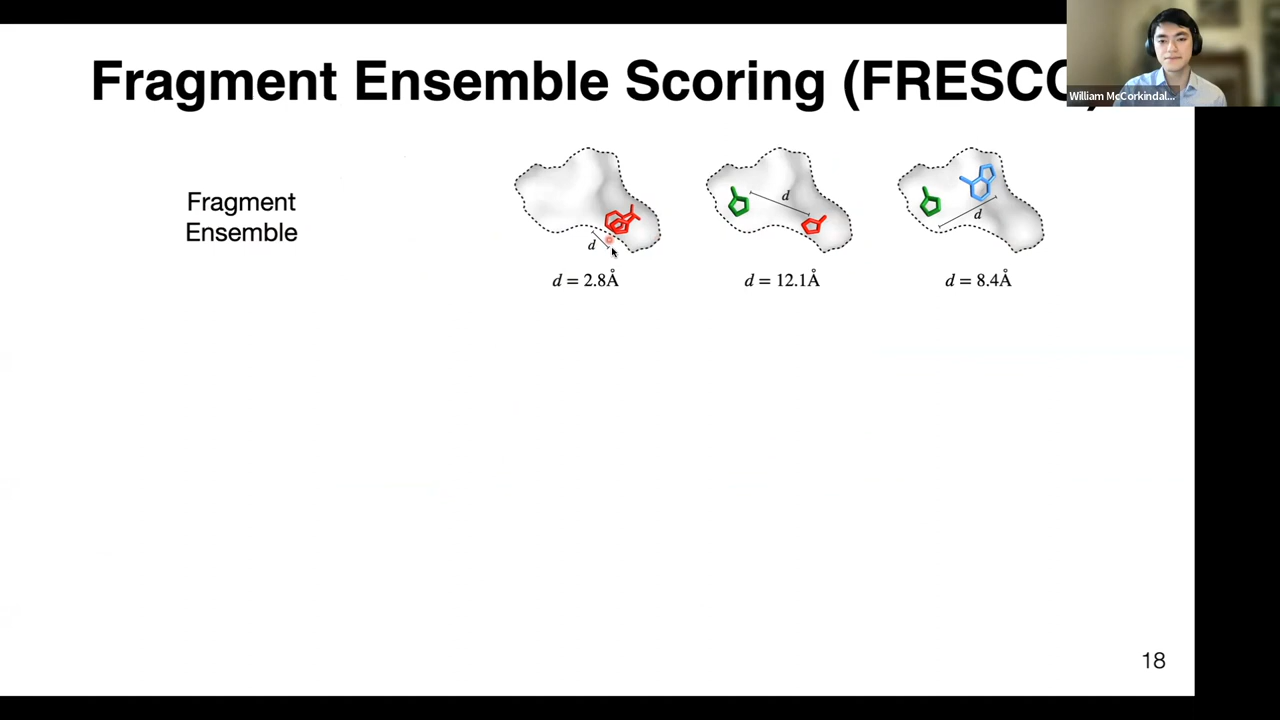 Fragment Ensemble Scoring (FRESCO)
William McCorkindal...
Fragment
Ensemble
d
d
d
d = 2.8Å
d = 12.1Å
d = 8.4Å
18